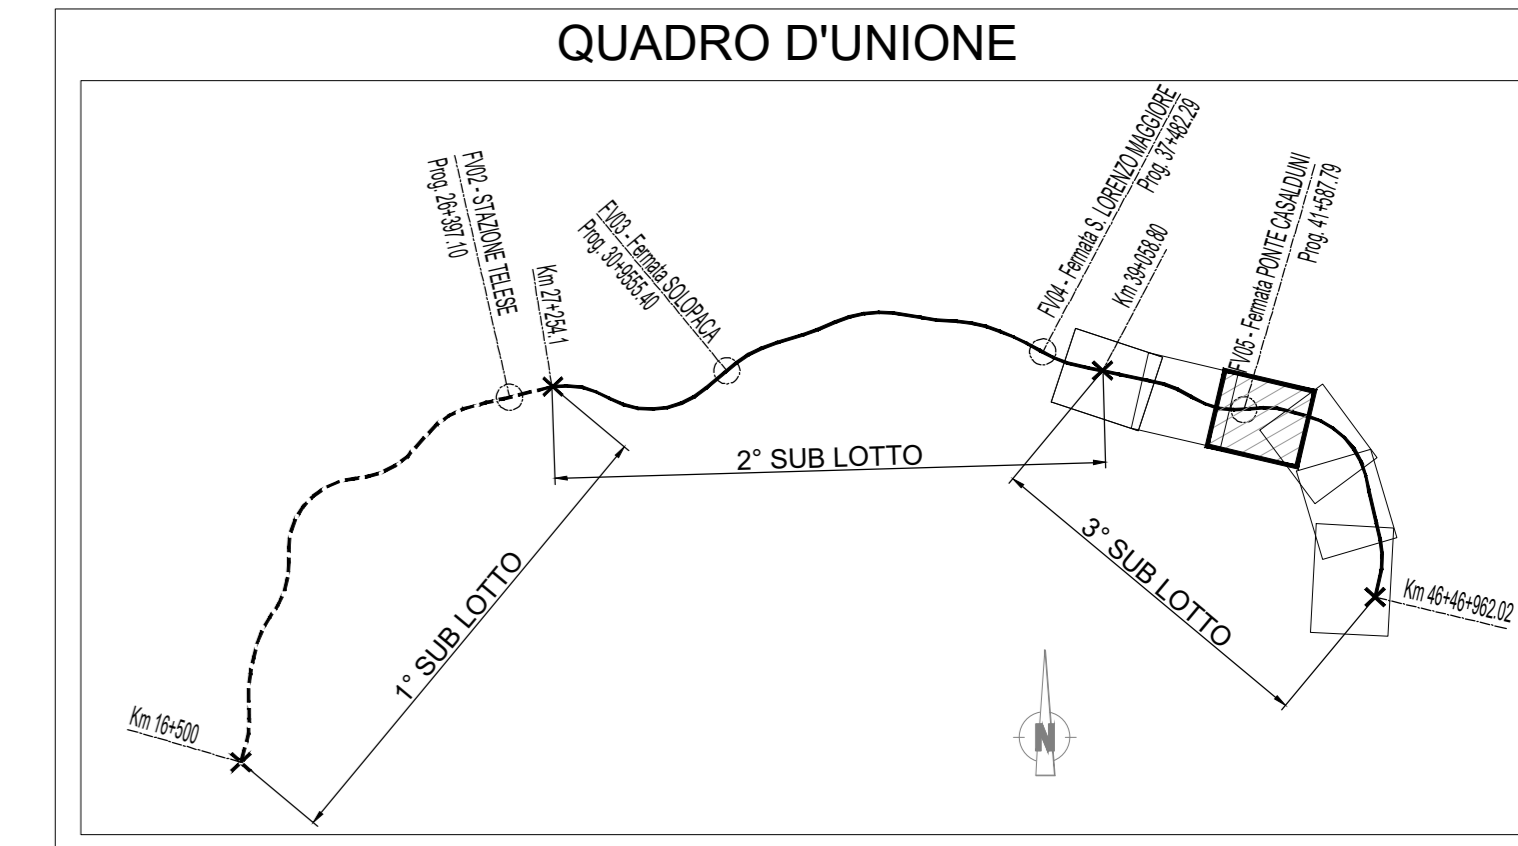 QUADRO D'UNIONE
FV02 - STAZIONE TELESE
Prog. 26+397.10
Km 27+254.1
FV03 - Fermata SOLOPACA
Prog. 30+9555.40
FV04 - Fermata S. LORENZO MAGGIORE
Prog. 37+482.29
Km 39+058.80
FV05 - Fermata PONTE CASALDUNI
Prog. 41+587.79
2° SUB LOTTO
1° SUB LOTTO
3° SUB LOTTO
Km 46+46+962.02
Km 16+500
N